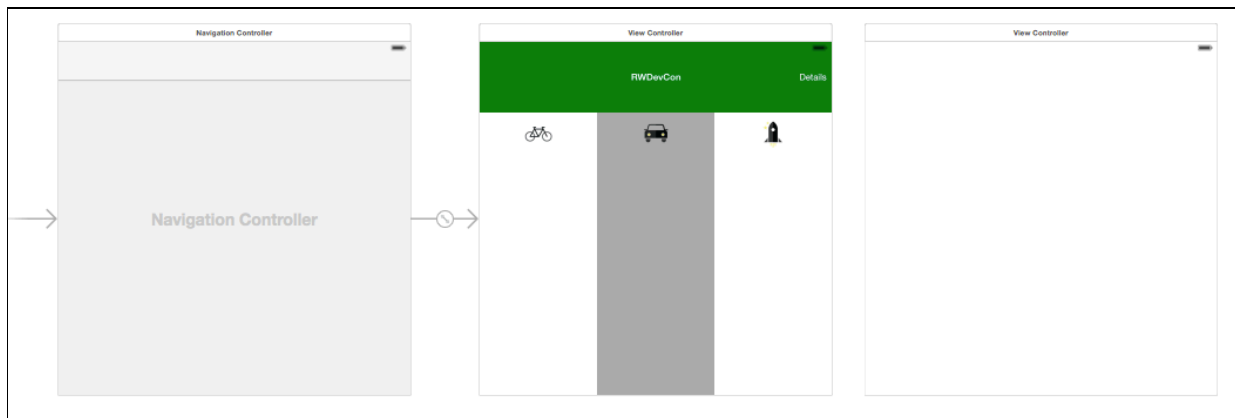 Navigation Controller
Navigation Controller
View Controller
RWDevCon
Details
View Controller